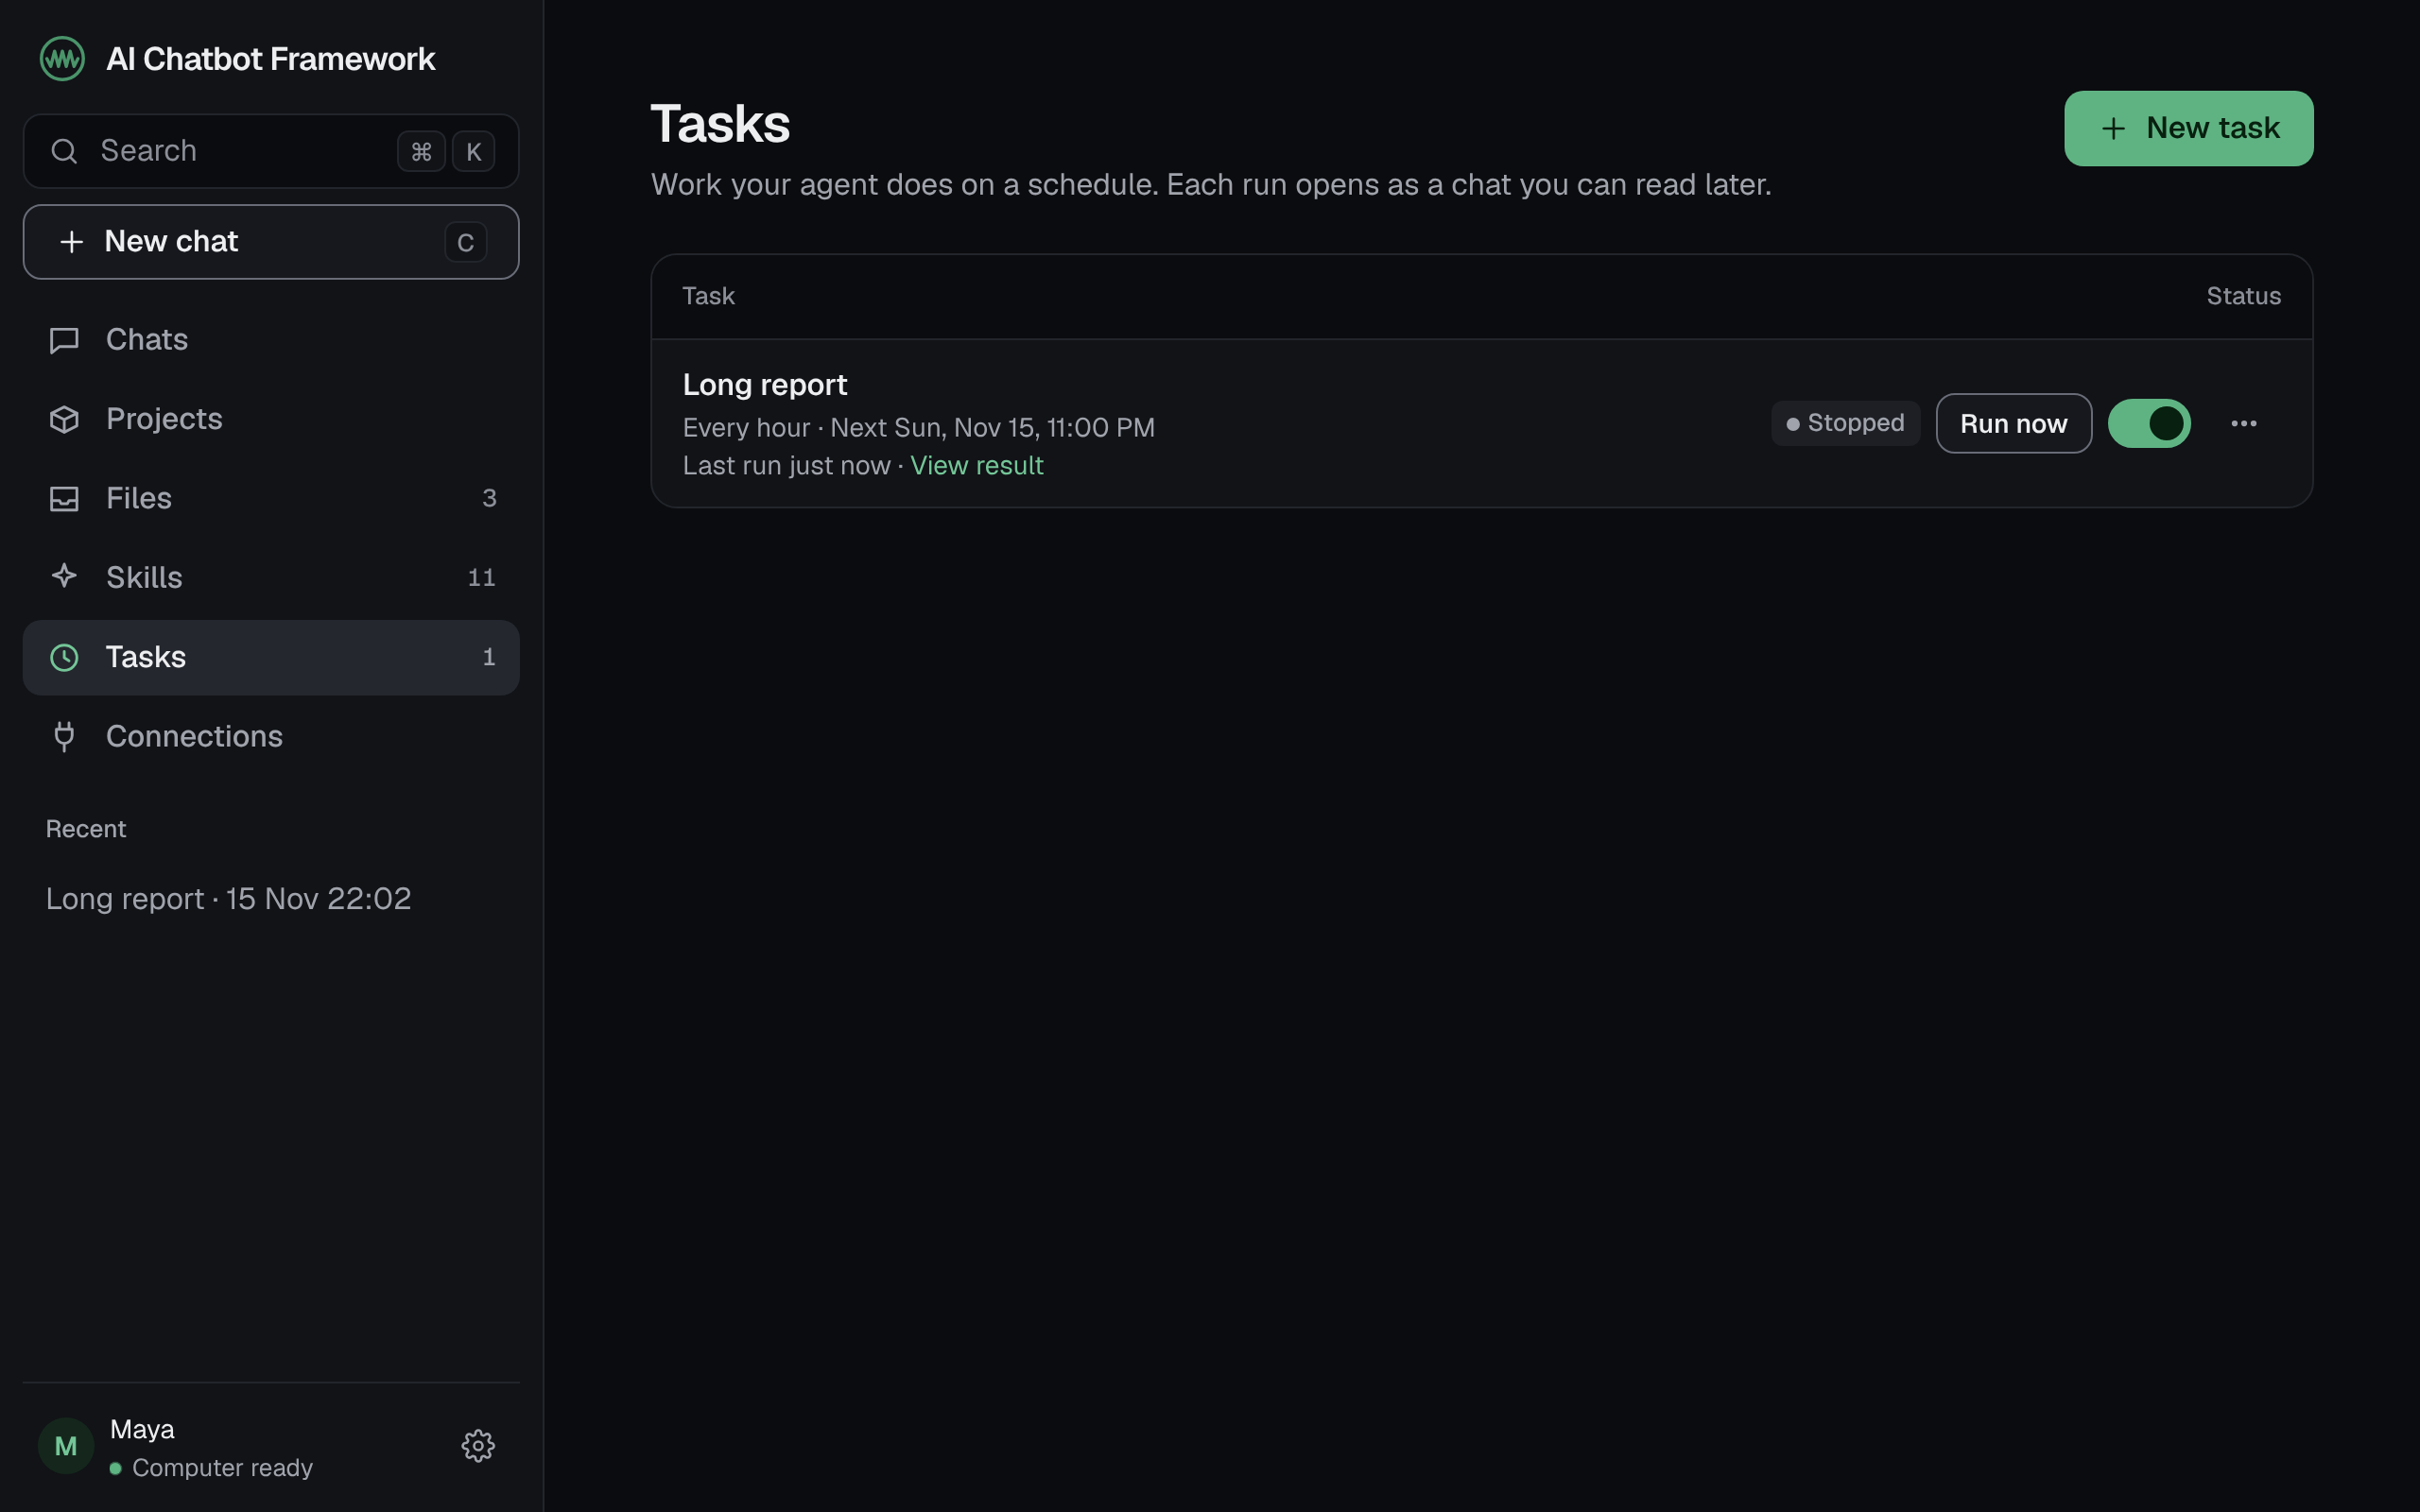 AI Chatbot Framework
Search ⌘ K
New chat C
Chats
Projects
Files 3
Skills 11
Tasks 1
Connections
Recent
Long report · 15 Nov 22:02
M
Maya
Computer ready
Tasks
Work your agent does on a schedule. Each run opens as a chat you can read later.
New task
Task Status
Long report
Every hour · Next Sun, Nov 15, 11:00 PM
Last run just now · View result
Stopped Run now